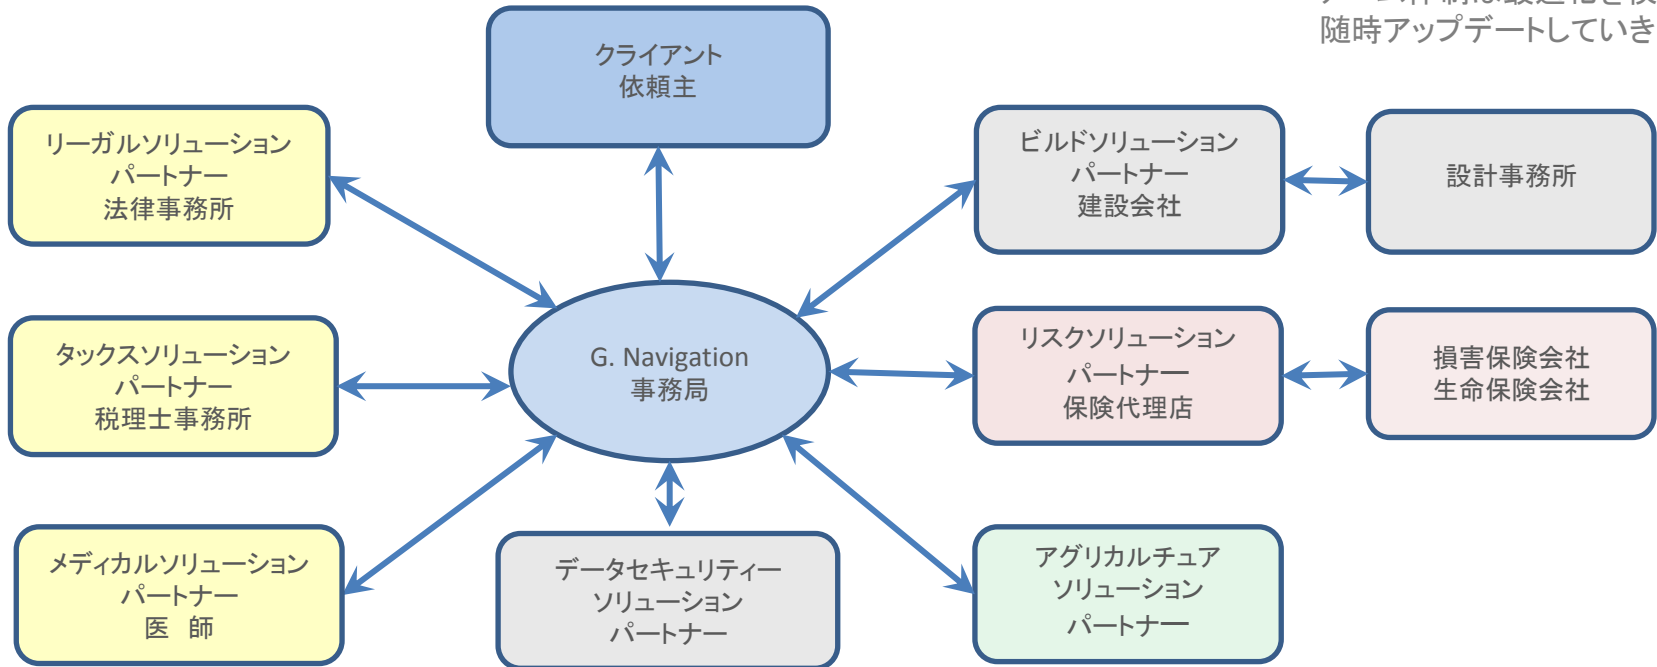 随時アップデートしていき
クライアント
依頼主
リーガルソリューション
パートナー
法律事務所
ビルドソリューション
パートナー
建設会社
設計事務所
タックスソリューション
パートナー
税理士事務所
G. Navigation
事務局
リスクソリューション
パートナー
保険代理店
損害保険会社
生命保険会社
メディカルソリューション
パートナー
医　師
データセキュリティー
ソリューション
パートナー
アグリカルチュア
ソリューション
パートナー